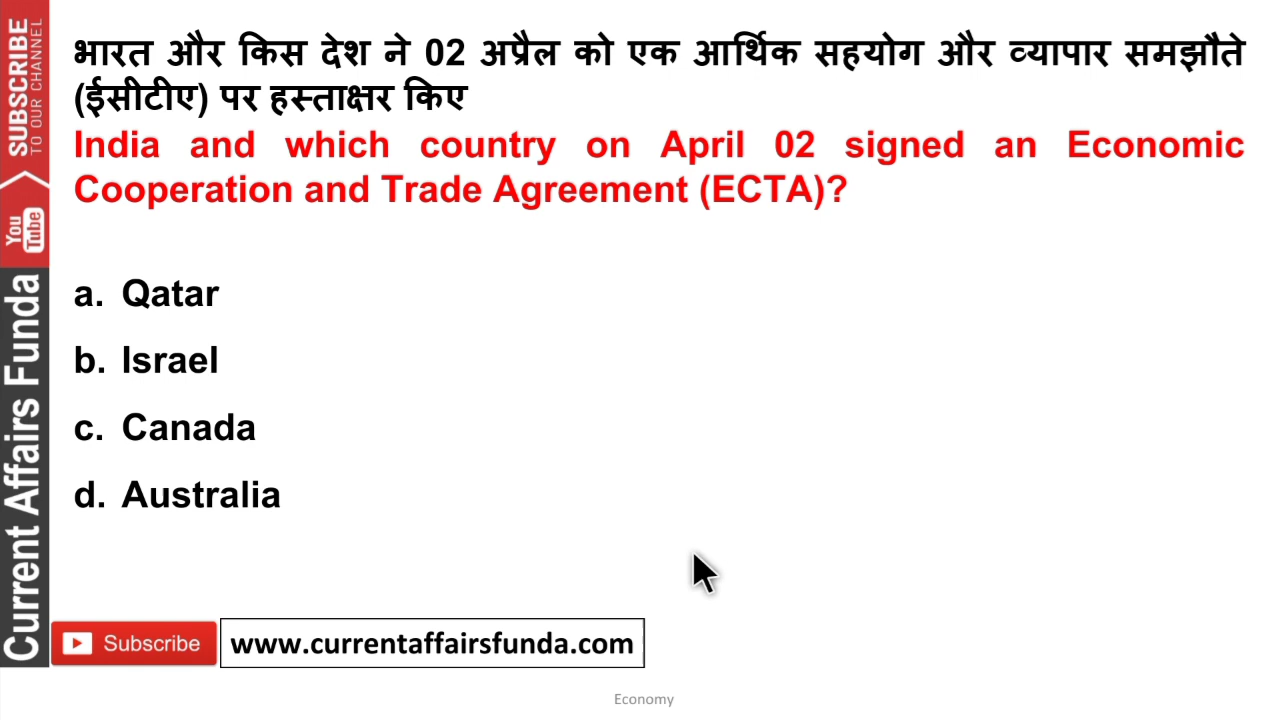 भारत और किस देश ने 02 अप्रैल को एक आर्थिक सहयोग और व्यापार समझौते
(ईसीटीए) पर हस्ताक्षर किए
India and which country on April 02 signed an Economic
Cooperation and Trade Agreement (ECTA)?
a. Qatar
b. Israel
c. Canada
d. Australia
SUBSCRIBE
TO OUR CHANNEL
You
Tube
Current Affairs Funda
Subscribe
www.currentaffairsfunda.com
Economy